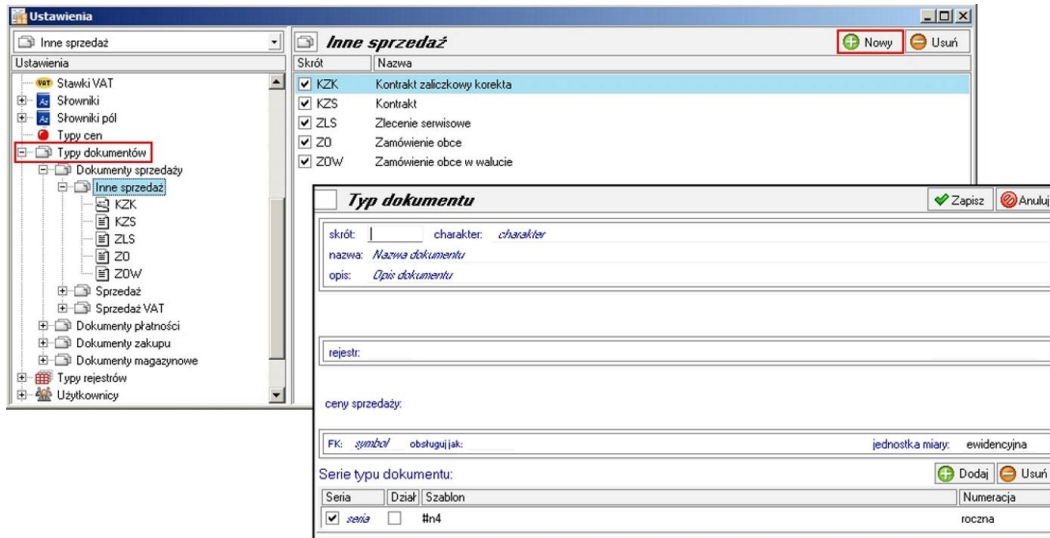 Ustawienia
Inne sprzedaż
Inne sprzedaż
Nowy
Usuń
Ustawienia
Skrót Nazwa
VAT Stawki VAT
Słowniki
Słowniki pól
Typy cen
Typy dokumentów
Dokumenty sprzedaży
Inne sprzedaż
KZK
KZS
ZLS
ZO
ZOW
Sprzedaż
Sprzedaż VAT
Dokumenty płatności
Dokumenty zakupu
Dokumenty magazynowe
Typy rejestrów
Użytkownicy
KZK Kontrakt zaliczkowy korekta
KZS Kontrakt
ZLS Zlecenie serwisowe
ZO Zamówienie obce
ZOW Zamówienie obce w walucie
Typ dokumentu
Zapisz
Anuluj
skrót: charakter: charakter
nazwa: Nazwa dokumentu
opis: Opis dokumentu
rejestr:
ceny sprzedaży:
FK: symbol obsługuj jak: jednostka miary: ewidencyjna
Serie typu dokumentu:
Dodaj
Usuń
Seria Dział Szablon Numeracja
seria #n4 roczna